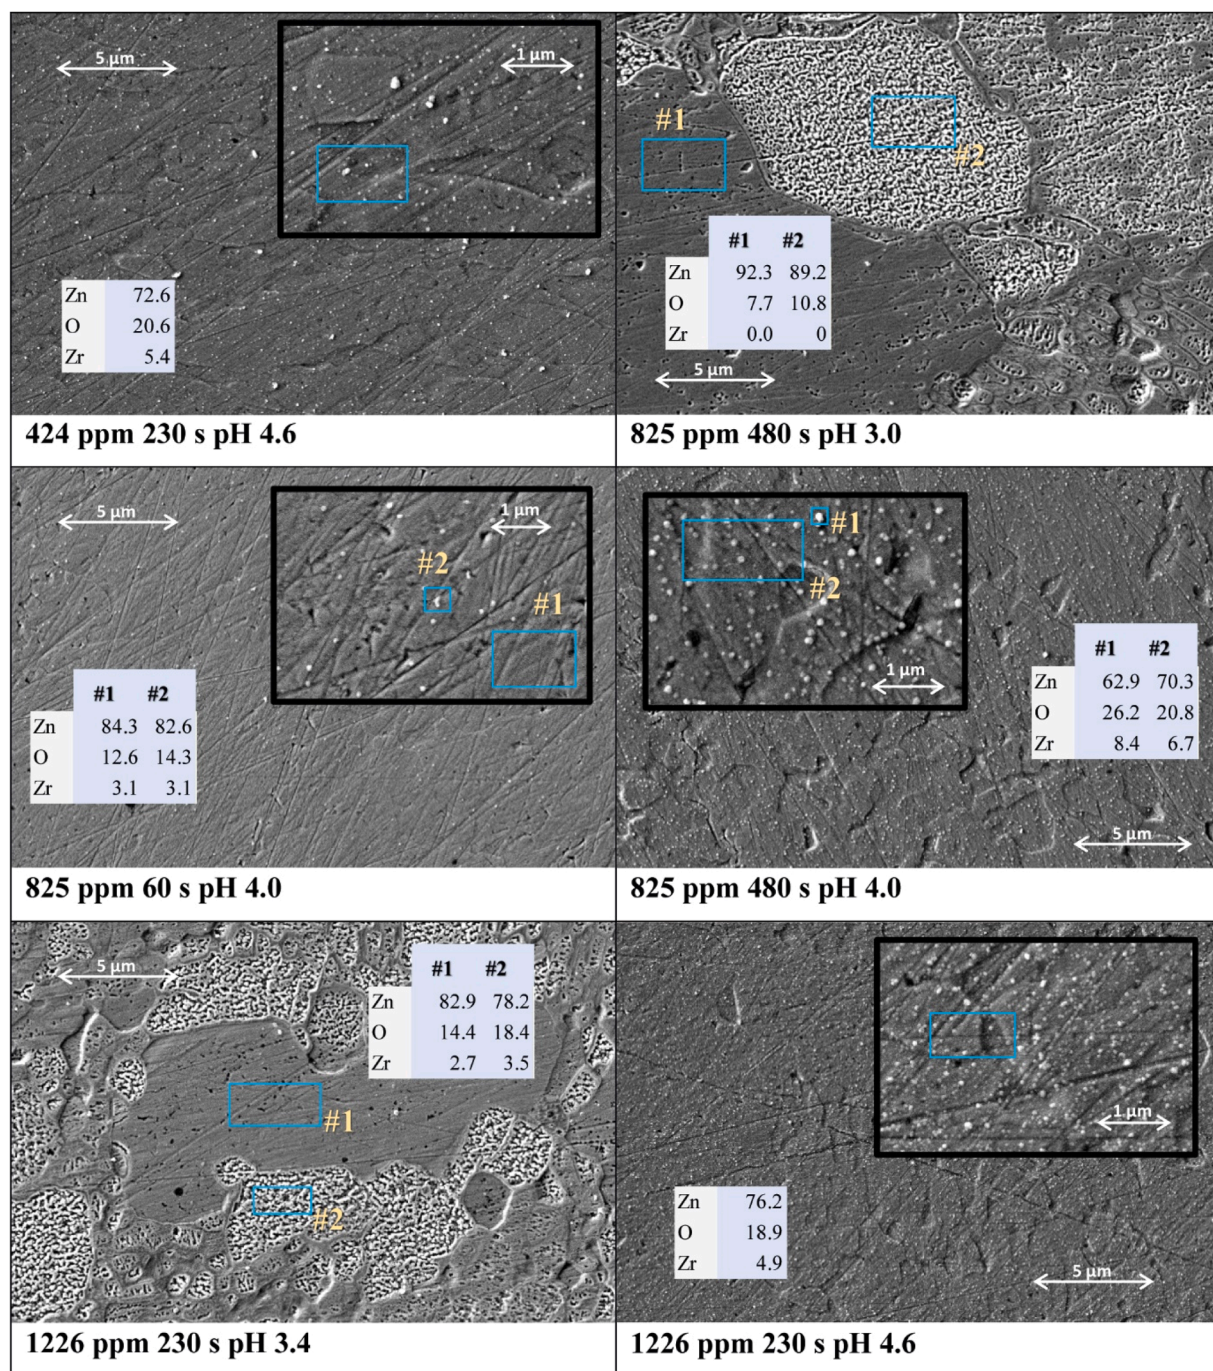 5 μm
1 μm
Zn 72.6
O 20.6
Zr 5.4
424 ppm 230 s pH 4.6
#1
#2
#1 #2
Zn 92.3 89.2
O 7.7 10.8
Zr 0.0 0
5 μm
825 ppm 480 s pH 3.0
5 μm
1 μm
#2
#1
#1 #2
Zn 84.3 82.6
O 12.6 14.3
Zr 3.1 3.1
825 ppm 60 s pH 4.0
#1
#2
1 μm
#1 #2
Zn 62.9 70.3
O 26.2 20.8
Zr 8.4 6.7
5 μm
825 ppm 480 s pH 4.0
5 μm
#1 #2
Zn 82.9 78.2
O 14.4 18.4
Zr 2.7 3.5
#1
#2
1226 ppm 230 s pH 3.4
1 μm
Zn 76.2
O 18.9
Zr 4.9
5 μm
1226 ppm 230 s pH 4.6